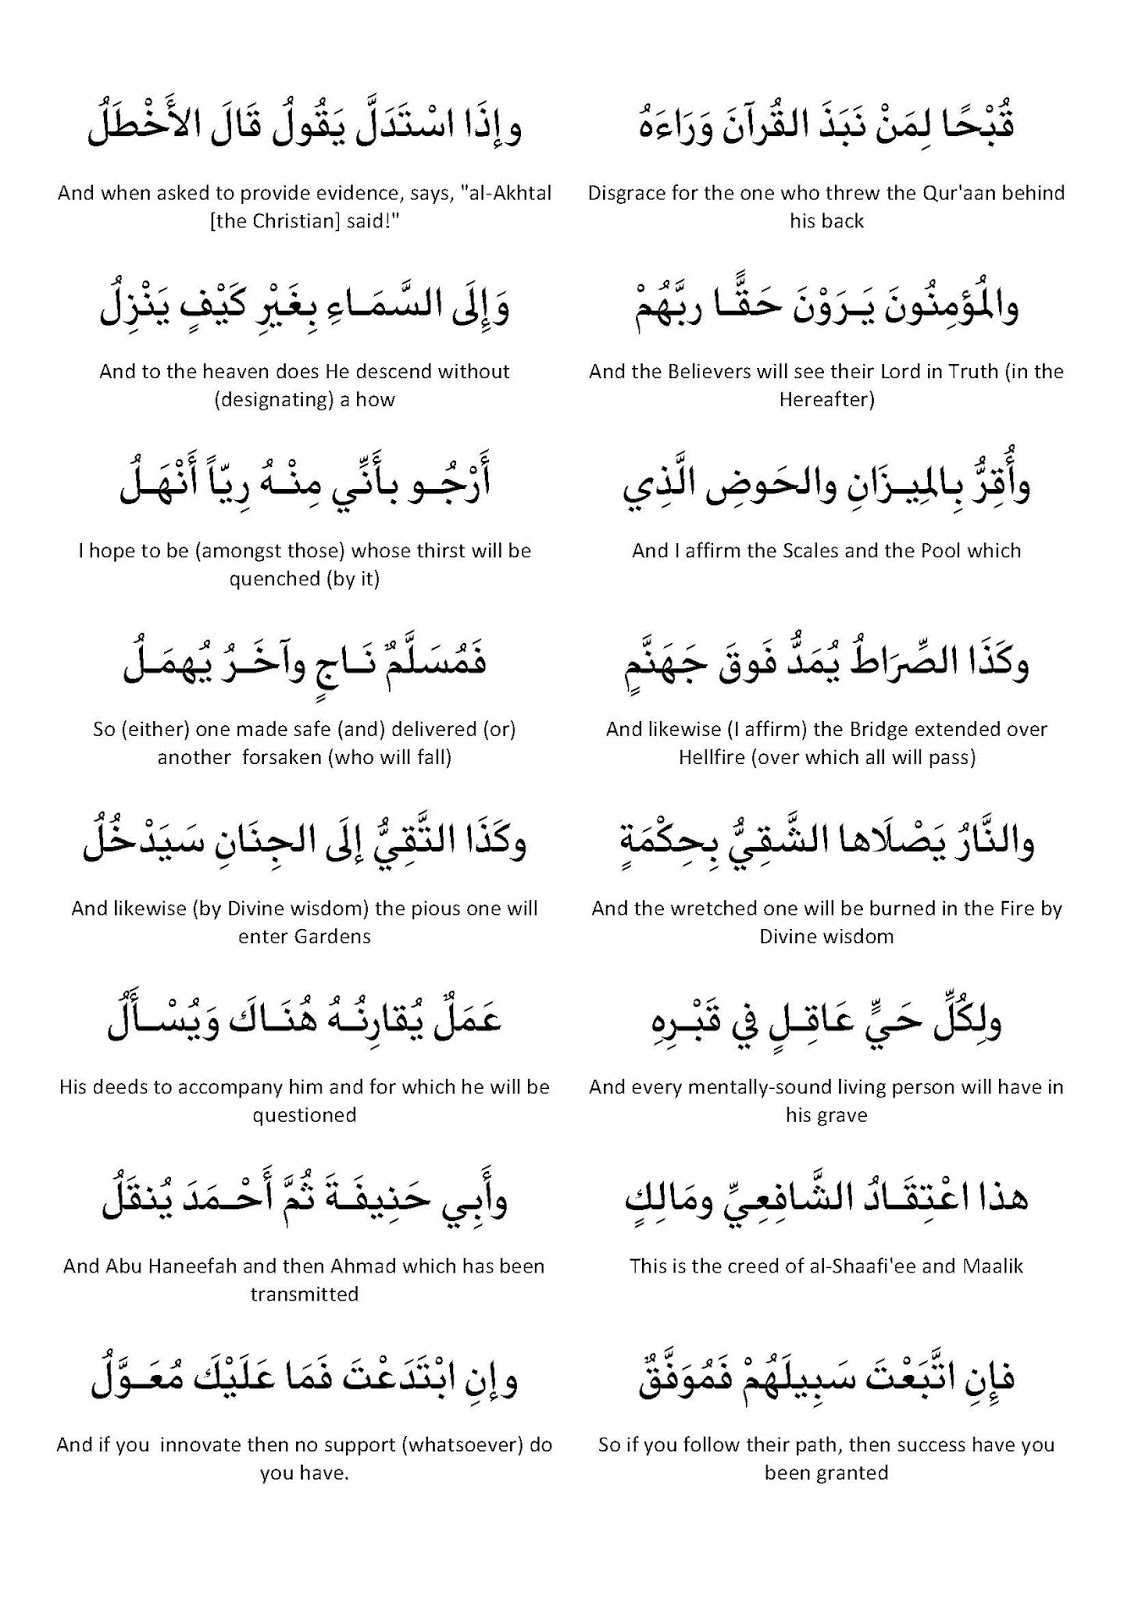 قُبْحًا لِمَنْ نَبَذَ القُرآنَ وَرَاءَهُ
Disgrace for the one who threw the Qur'aan behind
his back
وإذَا اسْتَدَلَّ يَقُولُ قَالَ الأَخْطَلُ
And when asked to provide evidence, says, "al-Akhtal
[the Christian] said!"
والمُؤمِنُونَ يَـرَوْنَ حَقًّـا ربَّهُمْ
And the Believers will see their Lord in Truth (in the
Hereafter)
وَإِلَى السَّمَـاءِ بِغَيْرِ كَيْفٍ يَنْزِلُ
And to the heaven does He descend without
(designating) a how
وأُقِرُّ بِالمِيـزَانِ والحَوضِ الَّذِي
And I affirm the Scales and the Pool which
أَرْجُـو بأَنِّي مِنْـهُ رِيّاً أَنْهَـلُ
I hope to be (amongst those) whose thirst will be
quenched (by it)
وكَذَا الصِّرَاطُ يُمَدُّ فَوقَ جَهَنَّمٍ
And likewise (I affirm) the Bridge extended over
Hellfire (over which all will pass)
فَمُسَلَّمٌ نَـاجٍ وآخَـرُ يُهمَـلُ
So (either) one made safe (and) delivered (or)
another forsaken (who will fall)
والنَّارُ يَصْلَاها الشَّقِيُّ بِحِكْمَةٍ
And the wretched one will be burned in the Fire by
Divine wisdom
وكَذَا التَّقِيُّ إلَى الجِنَانِ سَيَدْخُلُ
And likewise (by Divine wisdom) the pious one will
enter Gardens
ولِكُلِّ حَيٍّ عَاقِـلٍ في قَبْـرِهِ
And every mentally-sound living person will have in
his grave
عَمَلٌ يُقارِنُـهُ هُنَـاكَ وَيُسْـأَلُ
His deeds to accompany him and for which he will be
questioned
هذا اعْتِقَـادُ الشَّافِعِيِّ ومَالِكٍ
This is the creed of al-Shaafi'ee and Maalik
وأَبِي حَنِيفَـةَ ثُمَّ أَحْـمَدَ يُنقَلُ
And Abu Haneefah and then Ahmad which has been
transmitted
فإِنِ اتَّبَعْتَ سَبِيلَهُمْ فَمُوَفَّقٌ
So if you follow their path, then success have you
been granted
وإنِ ابْتَدَعْتَ فَمَا عَلَيْكَ مُعَـوَّلُ
And if you innovate then no support (whatsoever) do
you have.